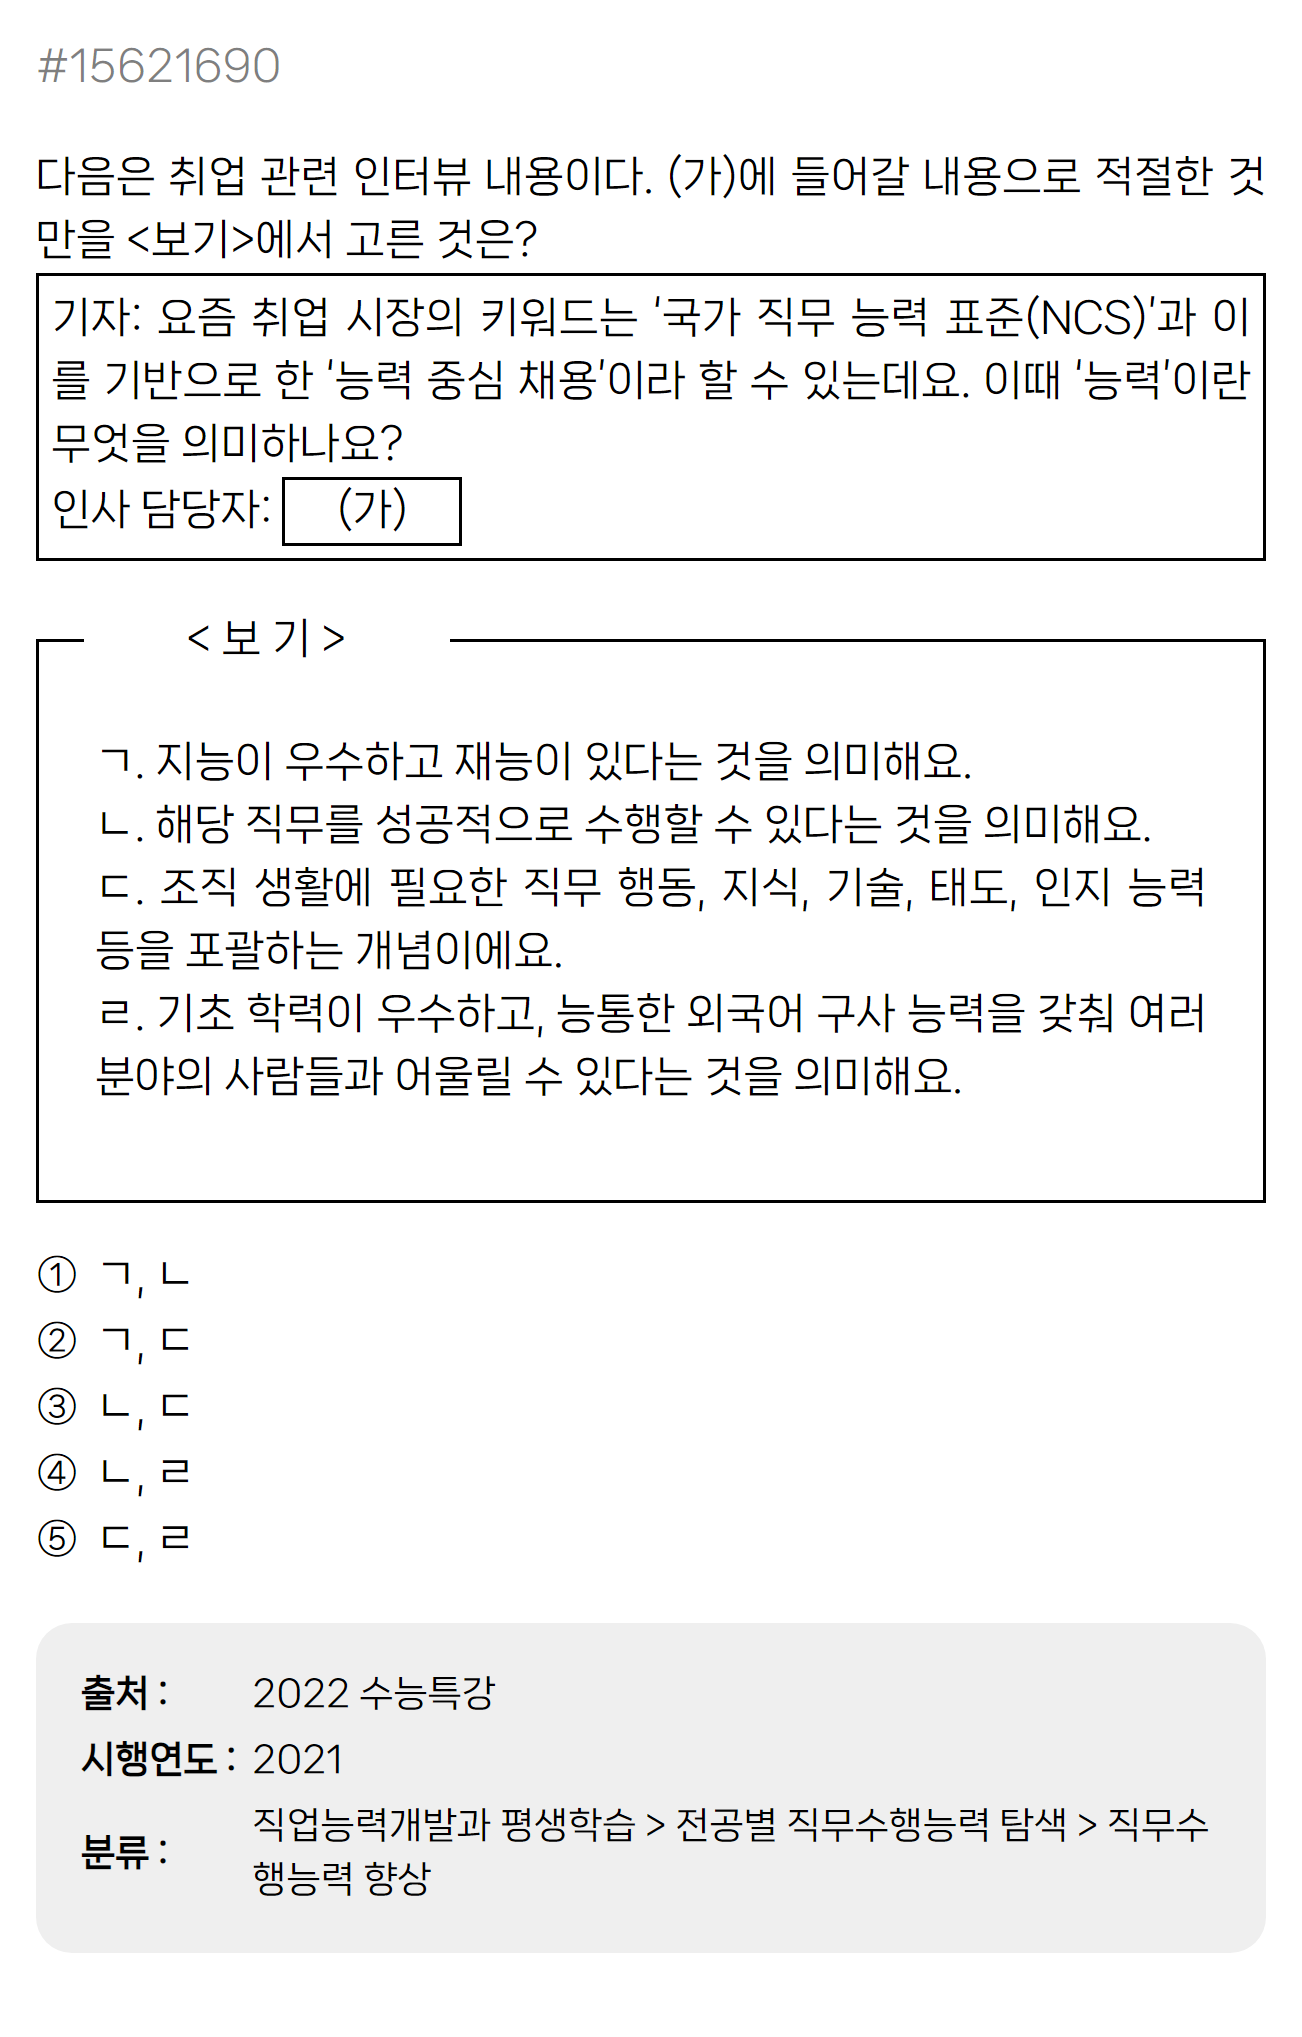 #15621690
다음은 취업 관련 인터뷰 내용이다. (가)에 들어갈 내용으로 적절한 것
만을 <보기>에서 고른 것은?
기자: 요즘 취업 시장의 키워드는 '국가 직무 능력 표준(NCS)'과 이
를 기반으로 한 '능력 중심 채용'이라 할 수 있는데요. 이때 '능력'이란
무엇을 의미하나요?
인사 담당자: (가)
< 보 기 >
ㄱ. 지능이 우수하고 재능이 있다는 것을 의미해요.
ㄴ. 해당 직무를 성공적으로 수행할 수 있다는 것을 의미해요.
ㄷ. 조직 생활에 필요한 직무 행동, 지식, 기술, 태도, 인지 능력
등을 포괄하는 개념이에요.
ㄹ. 기초 학력이 우수하고, 능통한 외국어 구사 능력을 갖춰 여러
분야의 사람들과 어울릴 수 있다는 것을 의미해요.
① ㄱ, ㄴ
② ㄱ, ㄷ
③ ㄴ, ㄷ
④ ㄴ, ㄹ
⑤ ㄷ, ㄹ
출처 : 2022 수능특강
시행연도 : 2021
분류 : 직업능력개발과 평생학습 > 전공별 직무수행능력 탐색 > 직무수
행능력 향상